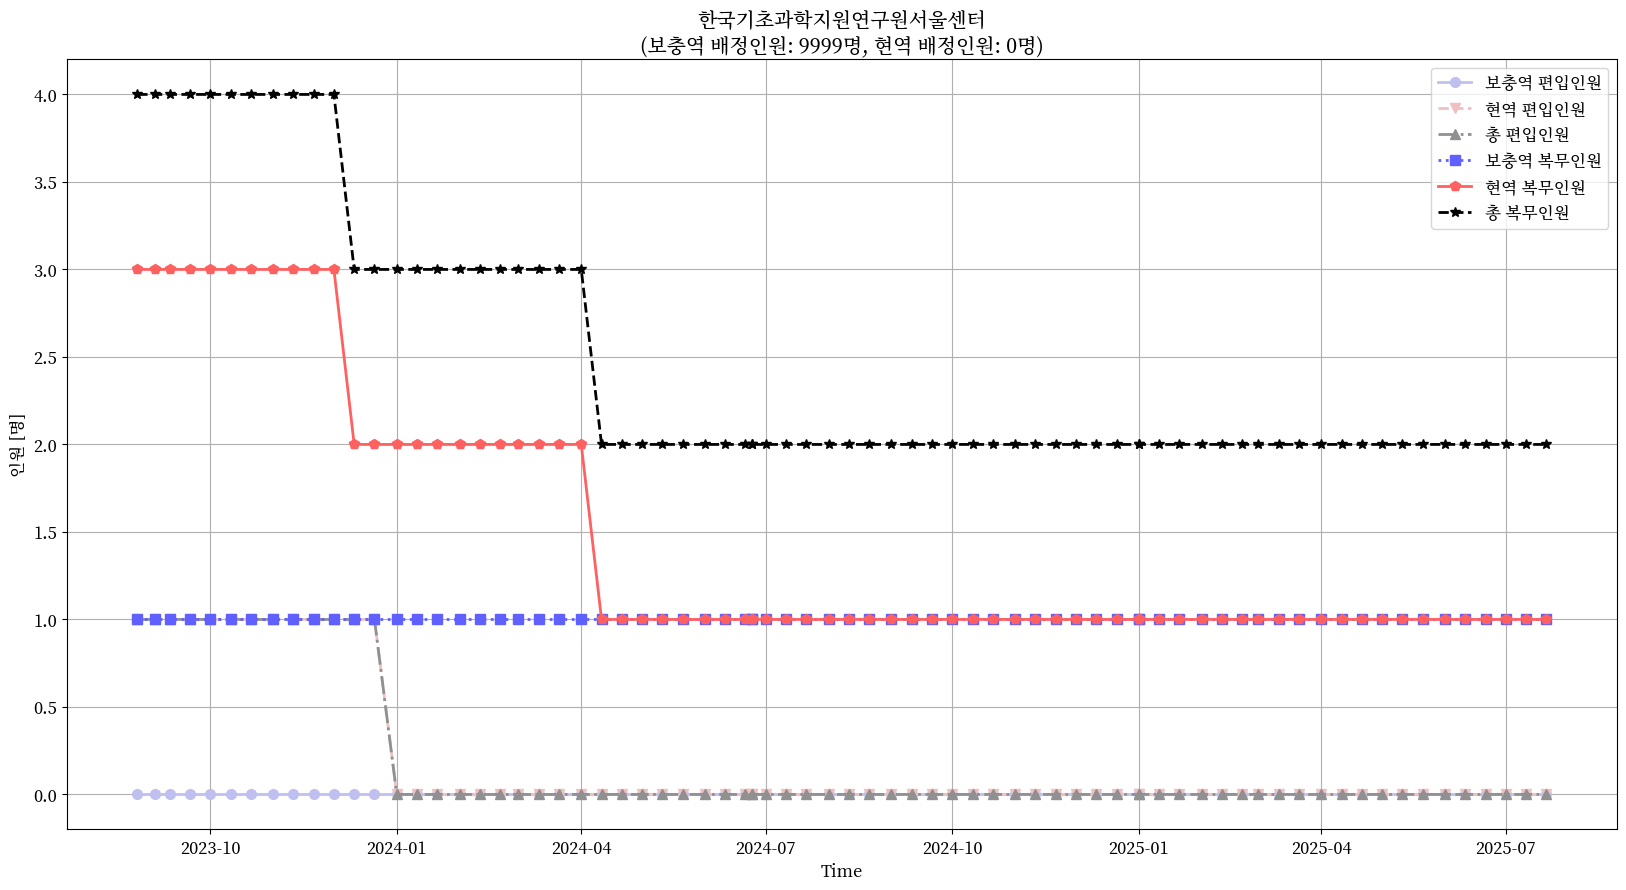 한국기초과학지원연구원서울센터
(보충역 배정인원: 9999명, 현역 배정인원: 0명)
보충역 편입인원
현역 편입인원
총 편입인원
보충역 복무인원
현역 복무인원
총 복무인원
인원 [명]
4.0
3.5
3.0
2.5
2.0
1.5
1.0
0.5
0.0
2023-10
2024-01
2024-04
2024-07
2024-10
2025-01
2025-04
2025-07
Time